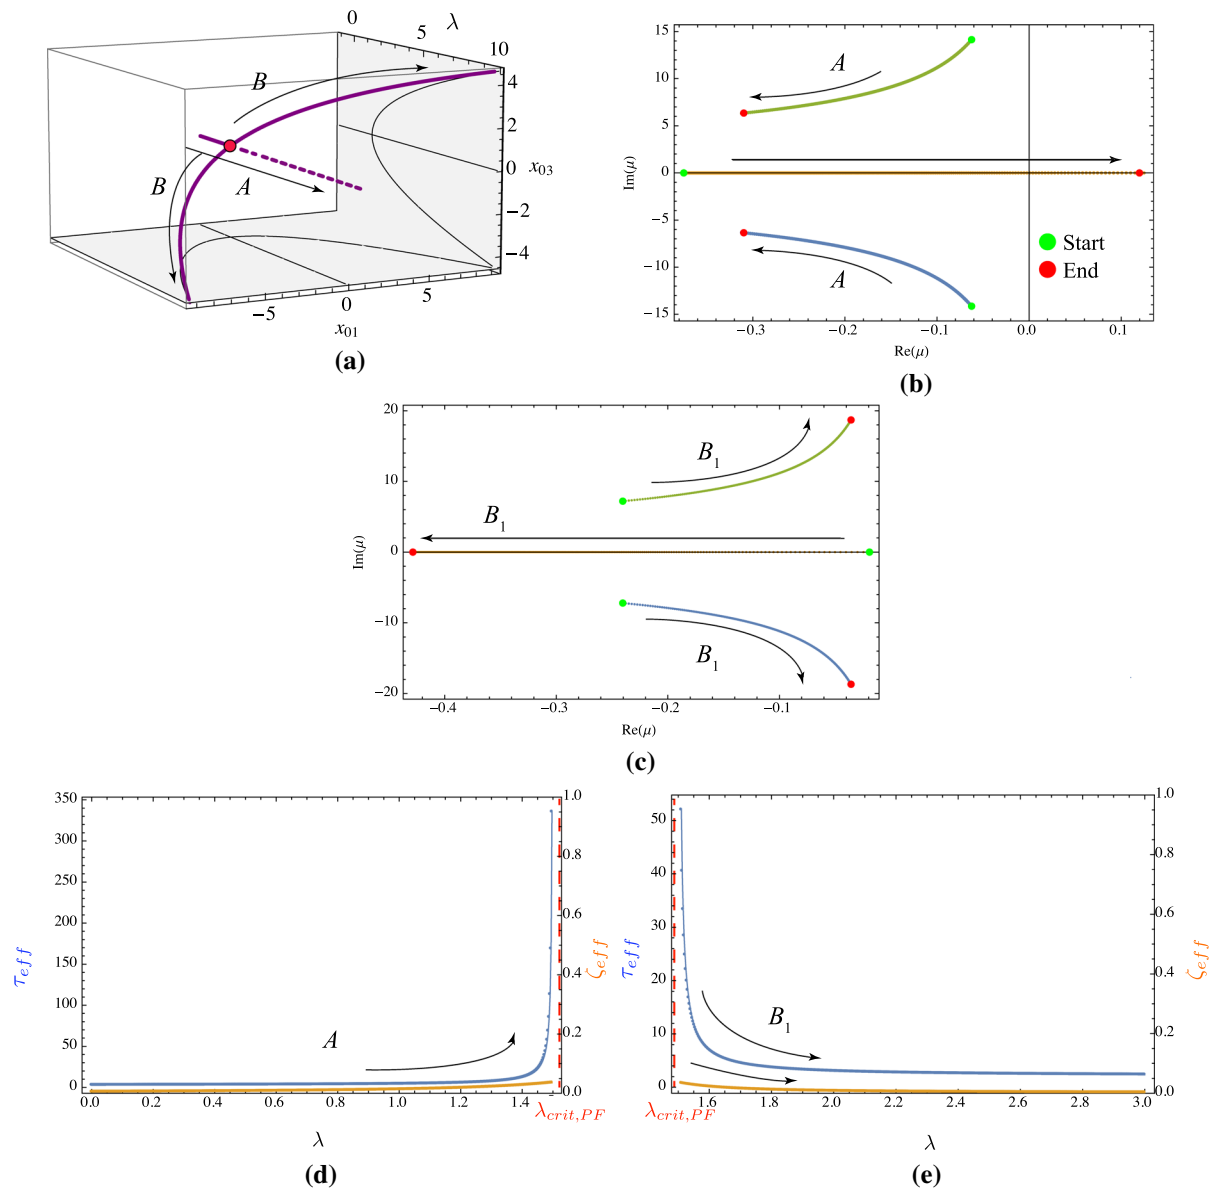 0
5
10
λ
B
4
2
0
x03
−2
−4
B
A
−5
0
5
x01
(a)
15
10
5
0
−5
−10
−15
Im(μ)
A
A
Start
End
−0.3
−0.2
−0.1
0.0
0.1
Re(μ)
(b)
20
10
0
−10
−20
Im(μ)
B1
B1
B1
−0.4
−0.3
−0.2
−0.1
Re(μ)
(c)
350
300
250
200
150
100
50
0
τeff
A
1.0
0.8
0.6
0.4
0.2
0.0
ζeff
0.0
0.2
0.4
0.6
0.8
1.0
1.2
1.4
λcrit,PF
λ
(d)
50
40
30
20
10
0
τeff
B1
1.0
0.8
0.6
0.4
0.2
0.0
ζeff
1.6
1.8
2.0
2.2
2.4
2.6
2.8
3.0
λcrit,PF
λ
(e)